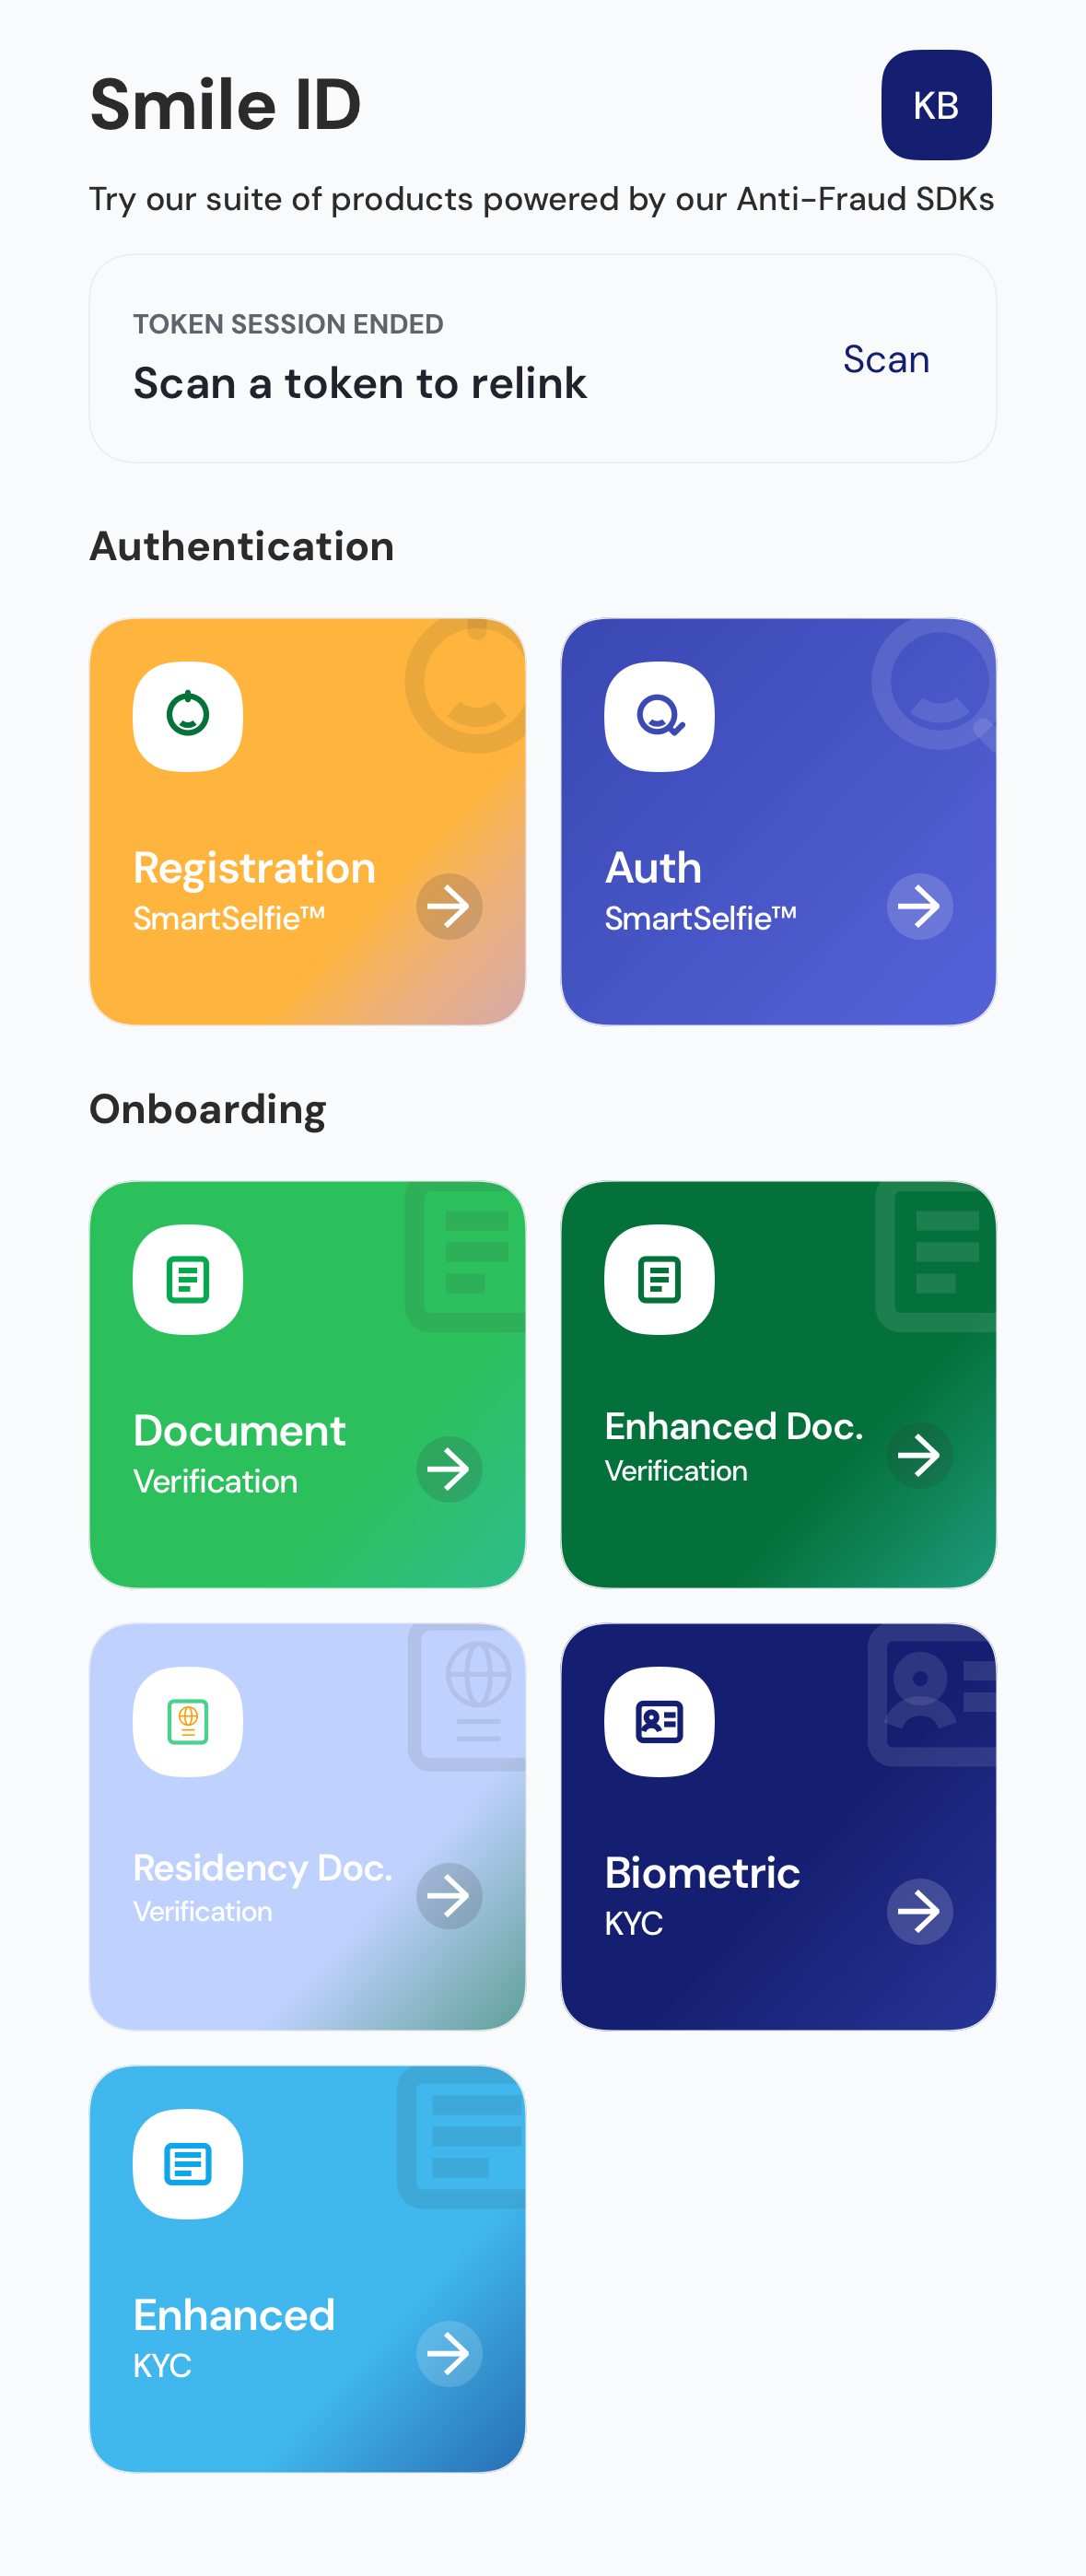 Smile ID
KB
Try our suite of products powered by our Anti-Fraud SDKs
TOKEN SESSION ENDED
Scan a token to relink
Scan
Authentication
Registration
SmartSelfie™
Auth
SmartSelfie™
Onboarding
Document
Verification
Enhanced Doc.
Verification
Residency Doc.
Verification
Biometric
KYC
Enhanced
KYC